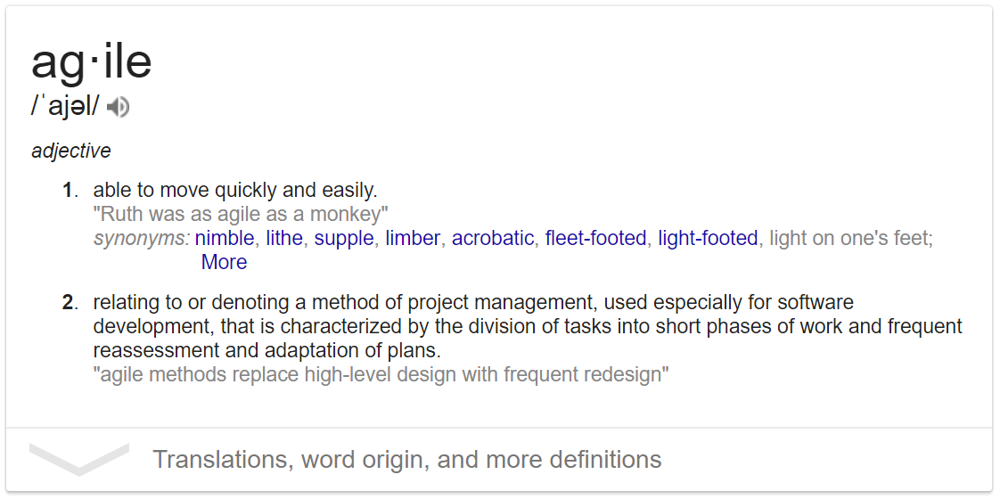 ag·ile
/ˈajəl/
adjective
1. able to move quickly and easily.
"Ruth was as agile as a monkey"
synonyms: nimble, lithe, supple, limber, acrobatic, fleet-footed, light-footed, light on one's feet;
More
2. relating to or denoting a method of project management, used especially for software
development, that is characterized by the division of tasks into short phases of work and frequent
reassessment and adaptation of plans.
"agile methods replace high-level design with frequent redesign"
Translations, word origin, and more definitions